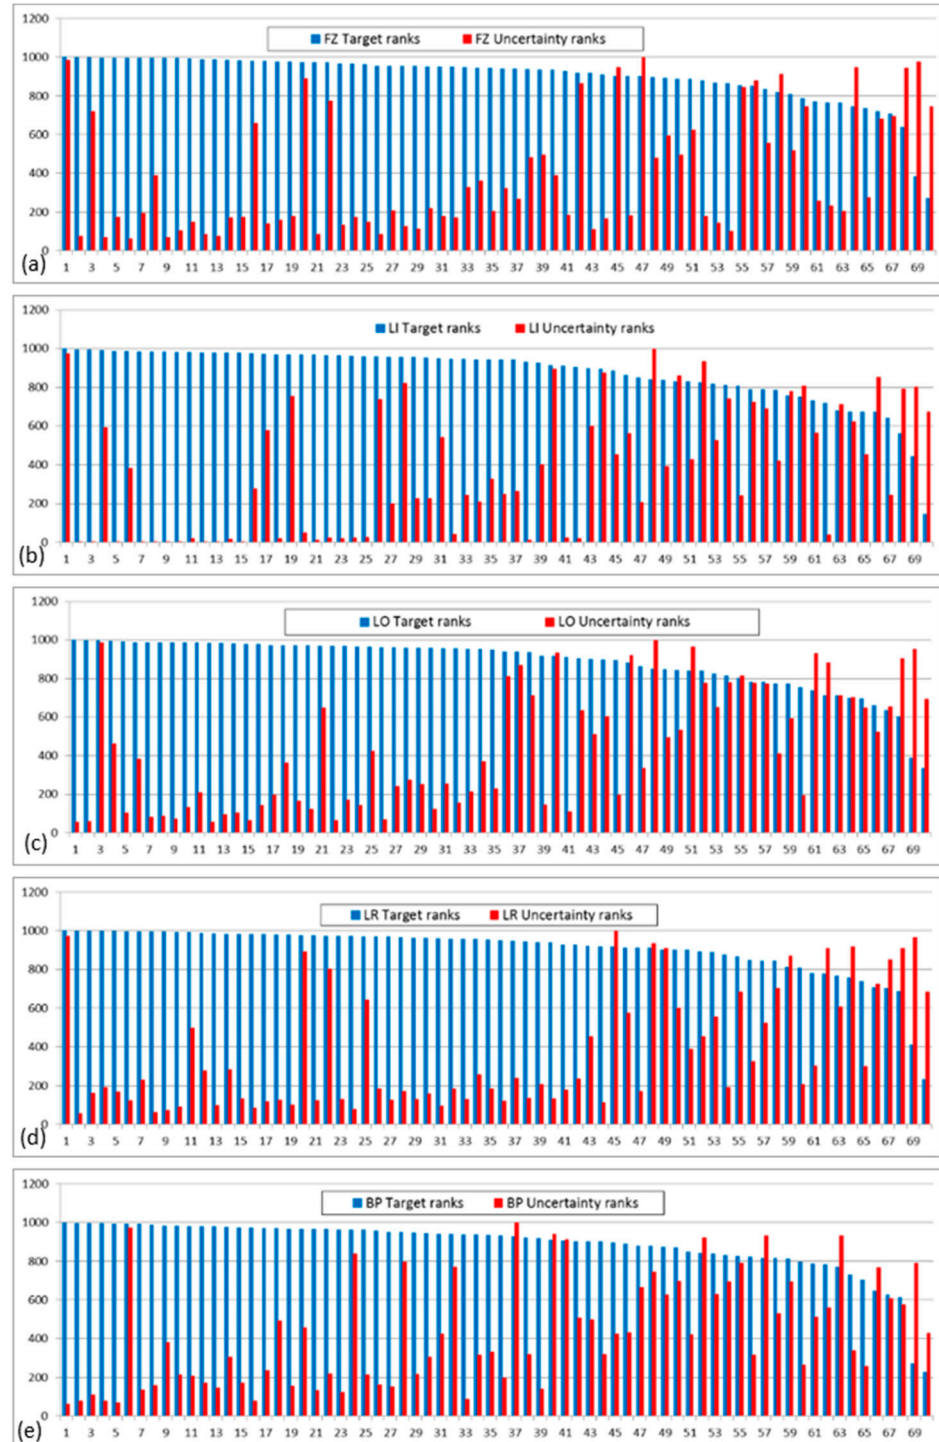 1200
FZ Target ranks FZ Uncertainty ranks
1000
800
600
400
200
0
(a)
1 3 5 7 9 11 13 15 17 19 21 23 25 27 29 31 33 35 37 39 41 43 45 47 49 51 53 55 57 59 61 63 65 67 69
1200
LI Target ranks LI Uncertainty ranks
1000
800
600
400
200
0
(b)
1 3 5 7 9 11 13 15 17 19 21 23 25 27 29 31 33 35 37 39 41 43 45 47 49 51 53 55 57 59 61 63 65 67 69
1200
LO Target ranks LO Uncertainty ranks
1000
800
600
400
200
0
(c)
1 3 5 7 9 11 13 15 17 19 21 23 25 27 29 31 33 35 37 39 41 43 45 47 49 51 53 55 57 59 61 63 65 67 69
1200
LR Target ranks LR Uncertainty ranks
1000
800
600
400
200
0
(d)
1 3 5 7 9 11 13 15 17 19 21 23 25 27 29 31 33 35 37 39 41 43 45 47 49 51 53 55 57 59 61 63 65 67 69
1200
BP Target ranks BP Uncertainty ranks
1000
800
600
400
200
0
(e)
1 3 5 7 9 11 13 15 17 19 21 23 25 27 29 31 33 35 37 39 41 43 45 47 49 51 53 55 57 59 61 63 65 67 69